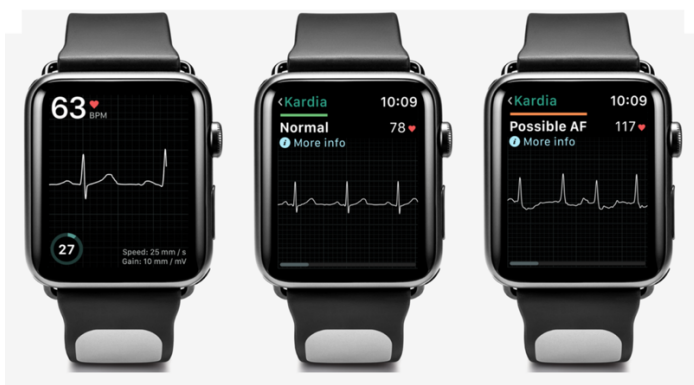 63
BPM
27
Speed: 25 mm / s
Gain: 10 mm / mV
‹Kardia 10:09
Normal 78
i More info
‹Kardia 10:09
Possible AF 117
i More info